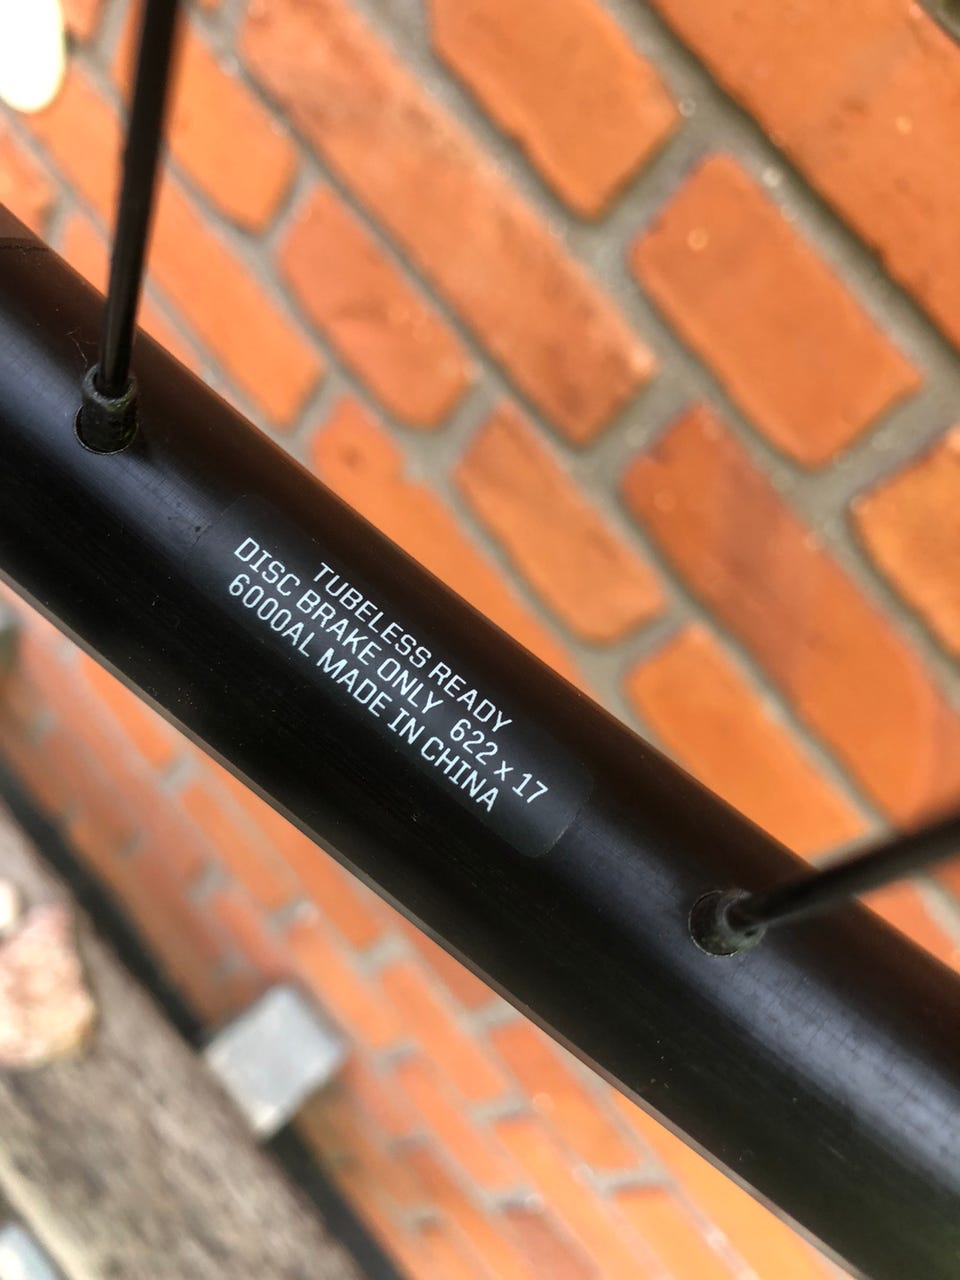 TUBELESS READY
DISC BRAKE ONLY 622 x 17
6000AL MADE IN CHINA